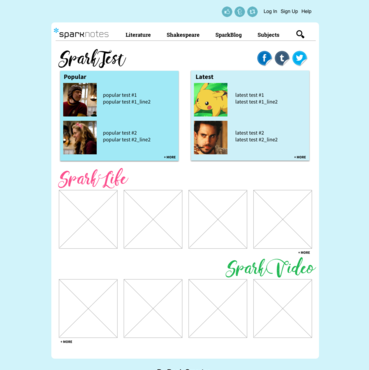 Log In Sign Up Help
sparknotes
Literature Shakespeare SparkBlog Subjects
SparkTest
Popular
popular test #1
popular test #1_line2
popular test #2
popular test #2_line2
+ MORE
Latest
latest test #1
latest test #1_line2
latest test #2
latest test #2_line2
+ MORE
Spark Life
+ MORE
Spark Video
+ MORE